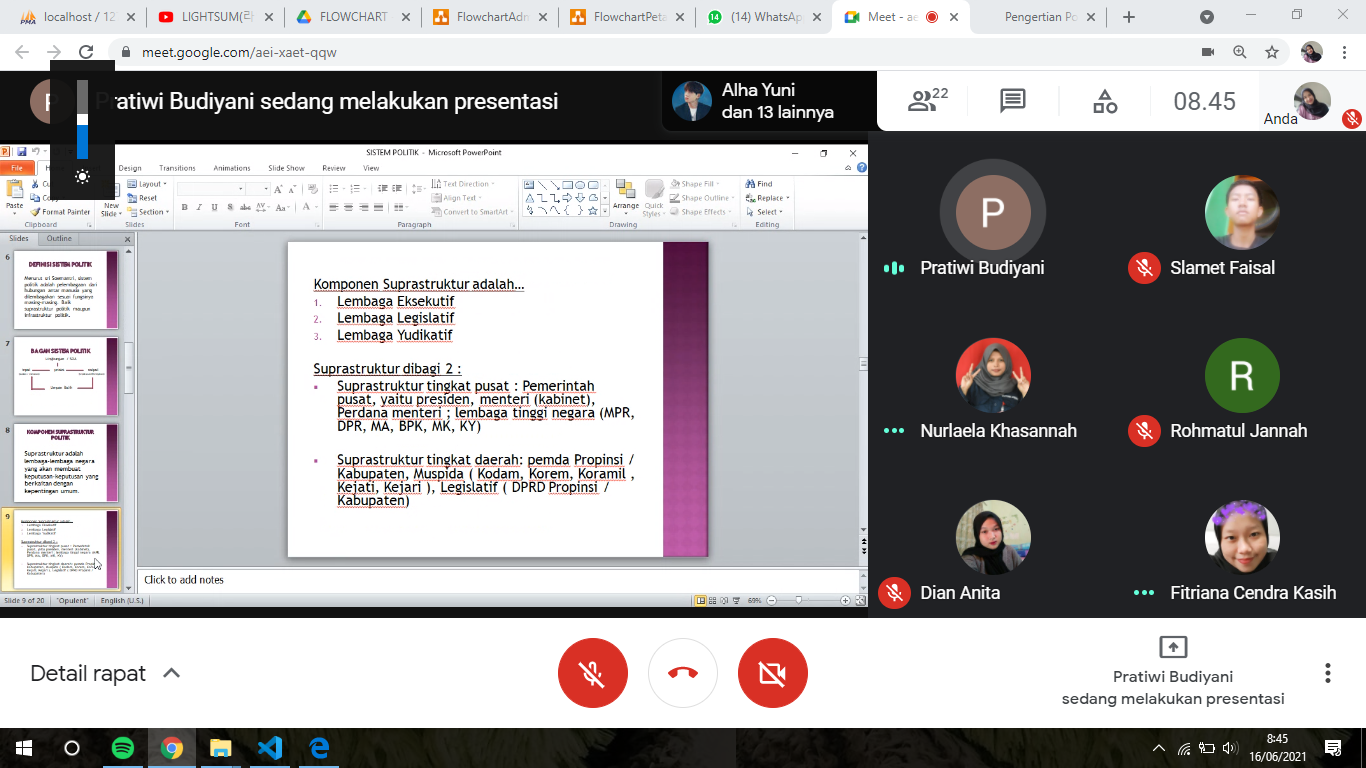 localhost / 12
LIGHTSUM(라
FLOWCHART
FlowchartAdn
FlowchartPeta
(14) WhatsAp
Meet - ae
Pengertian Po
meet.google.com/aei-xaet-qqw
Pratiwi Budiyani sedang melakukan presentasi
Alha Yuni
dan 13 lainnya
22
08.45
Anda
SISTEM POLITIK - Microsoft PowerPoint
File
Design
Transitions
Animations
Slide Show
Review
View
Paste
Format Painter
Clipboard
New
Slide
Layout
Reset
Section
Slides
Font
Text Direction
Align Text
Convert to SmartArt
Paragraph
Arrange
Quick
Styles
Shape Fill
Shape Outline
Shape Effects
Drawing
Find
Replace
Select
Editing
Slides
Outline
6
DEFINISI SISTEM POLITIK
Menurut Sri Soemantri, sistem
politik adalah pelembagaan dari
hubungan antar manusia yang
dilembagakan sesuai fungsinya
masing-masing. Baik
suprastruktur politik maupun
infrastruktur politik.
7
BAGAN SISTEM POLITIK
Umpan Balik
8
KOMPONEN SUPRASTRUKTUR
POLITIK
Suprastruktur adalah
lembaga-lembaga negara
yang akan membuat
keputusan-keputusan yang
berkaitan dengan
kepentingan umum.
9
Komponen Suprastruktur adalah...
1. Lembaga Eksekutif
2. Lembaga Legislatif
3. Lembaga Yudikatif
Suprastruktur dibagi 2 :
Suprastruktur tingkat pusat : Pemerintah
pusat, yaitu presiden, menteri (kabinet),
Perdana menteri ; lembaga tinggi negara (MPR,
DPR, MA, BPK, MK, KY)
Suprastruktur tingkat daerah: pemda Propinsi /
Kabupaten, Muspida ( Kodam, Korem, Koramil ,
Kejati, Kejari ), Legislatif ( DPRD Propinsi /
Kabupaten)
Click to add notes
Slide 9 of 20
"Opulent"
English (U.S.)
69%
P
Pratiwi Budiyani
Slamet Faisal
Nurlaela Khasannah
R
Rohmatul Jannah
Dian Anita
Fitriana Cendra Kasih
Detail rapat
Pratiwi Budiyani
sedang melakukan presentasi
8:45
16/06/2021